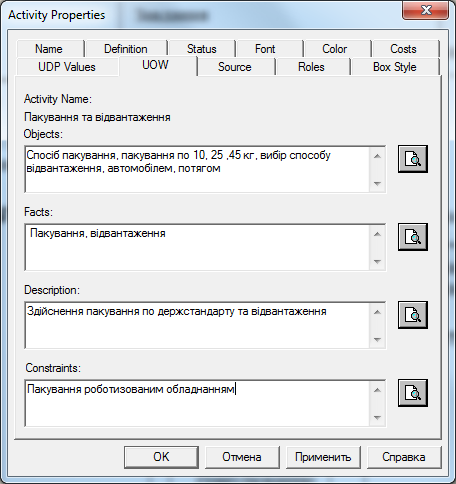 Activity Properties
Name Definition Status Font Color Costs
UDP Values UOW Source Roles Box Style
Activity Name:
Пакування та відвантаження
Objects:
Спосіб пакування, пакування по 10, 25 ,45 кг, вибір способу
відвантаження, автомобілем, потягом
Facts:
Пакування, відвантаження
Description:
Здійснення пакування по держстандарту та відвантаження
Constraints:
Пакування роботизованим обладнанням
OK Отмена Применить Справка